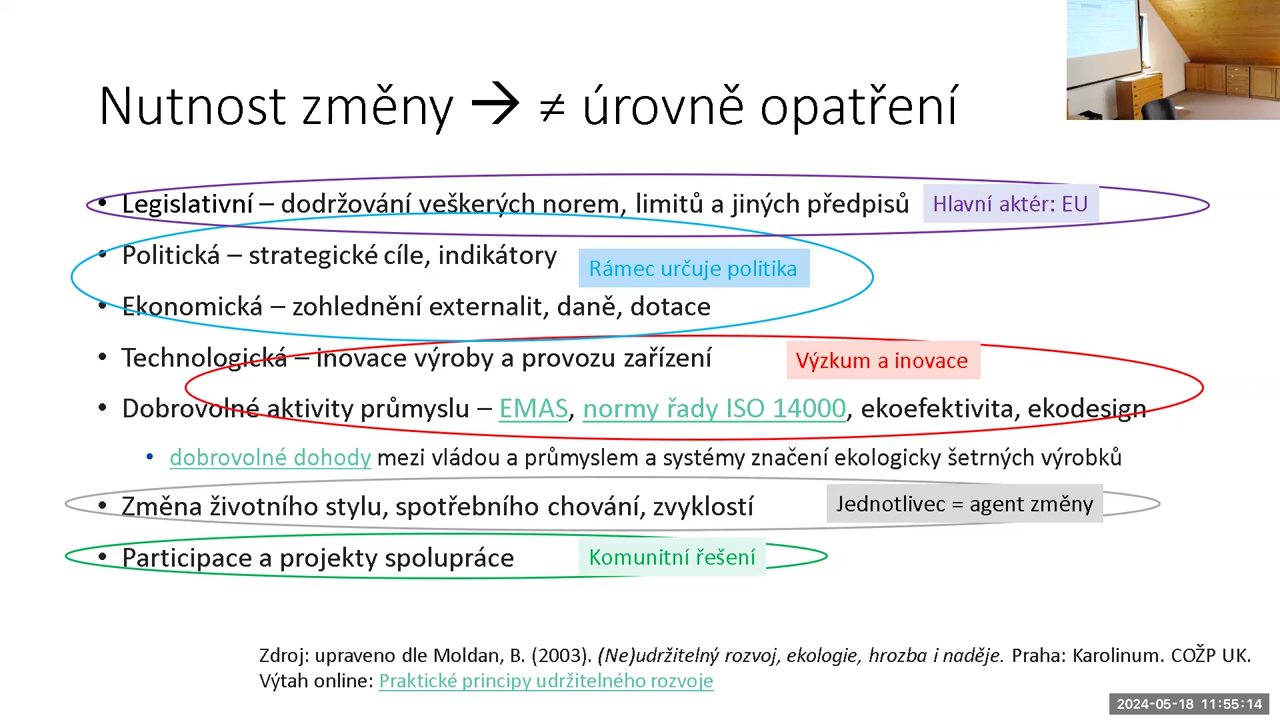 Nutnost změny → ≠ úrovně opatření
• Legislativní – dodržování veškerých norem, limitů a jiných předpisů Hlavní aktér: EU
• Politická – strategické cíle, indikátory
Rámec určuje politika
• Ekonomická – zohlednění externalit, daně, dotace
• Technologická – inovace výroby a provozu zařízení Výzkum a inovace
• Dobrovolné aktivity průmyslu – EMAS, normy řady ISO 14000, ekoefektivita, ekodesign
• dobrovolné dohody mezi vládou a průmyslem a systémy značení ekologicky šetrných výrobků
• Změna životního stylu, spotřebního chování, zvyklostí Jednotlivec = agent změny
• Participace a projekty spolupráce Komunitní řešení
Zdroj: upraveno dle Moldan, B. (2003). (Ne)udržitelný rozvoj, ekologie, hrozba i naděje. Praha: Karolinum. COŽP UK.
Výtah online: Praktické principy udržitelného rozvoje
2024-05-18 11:55:14